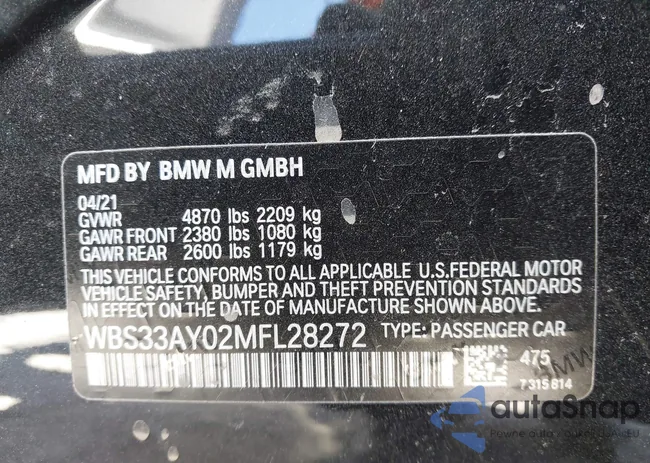 MFD BY BMW M GMBH
04/21
GVWR 4870 lbs 2209 kg
GAWR FRONT 2380 lbs 1080 kg
GAWR REAR 2600 lbs 1179 kg
THIS VEHICLE CONFORMS TO ALL APPLICABLE U.S.FEDERAL MOTOR
VEHICLE SAFETY, BUMPER AND THEFT PREVENTION STANDARDS
IN EFFECT ON THE DATE OF MANUFACTURE SHOWN ABOVE.
WBS33AY02MFL28272 TYPE: PASSENGER CAR
475
BMW
7315814
autoSnap